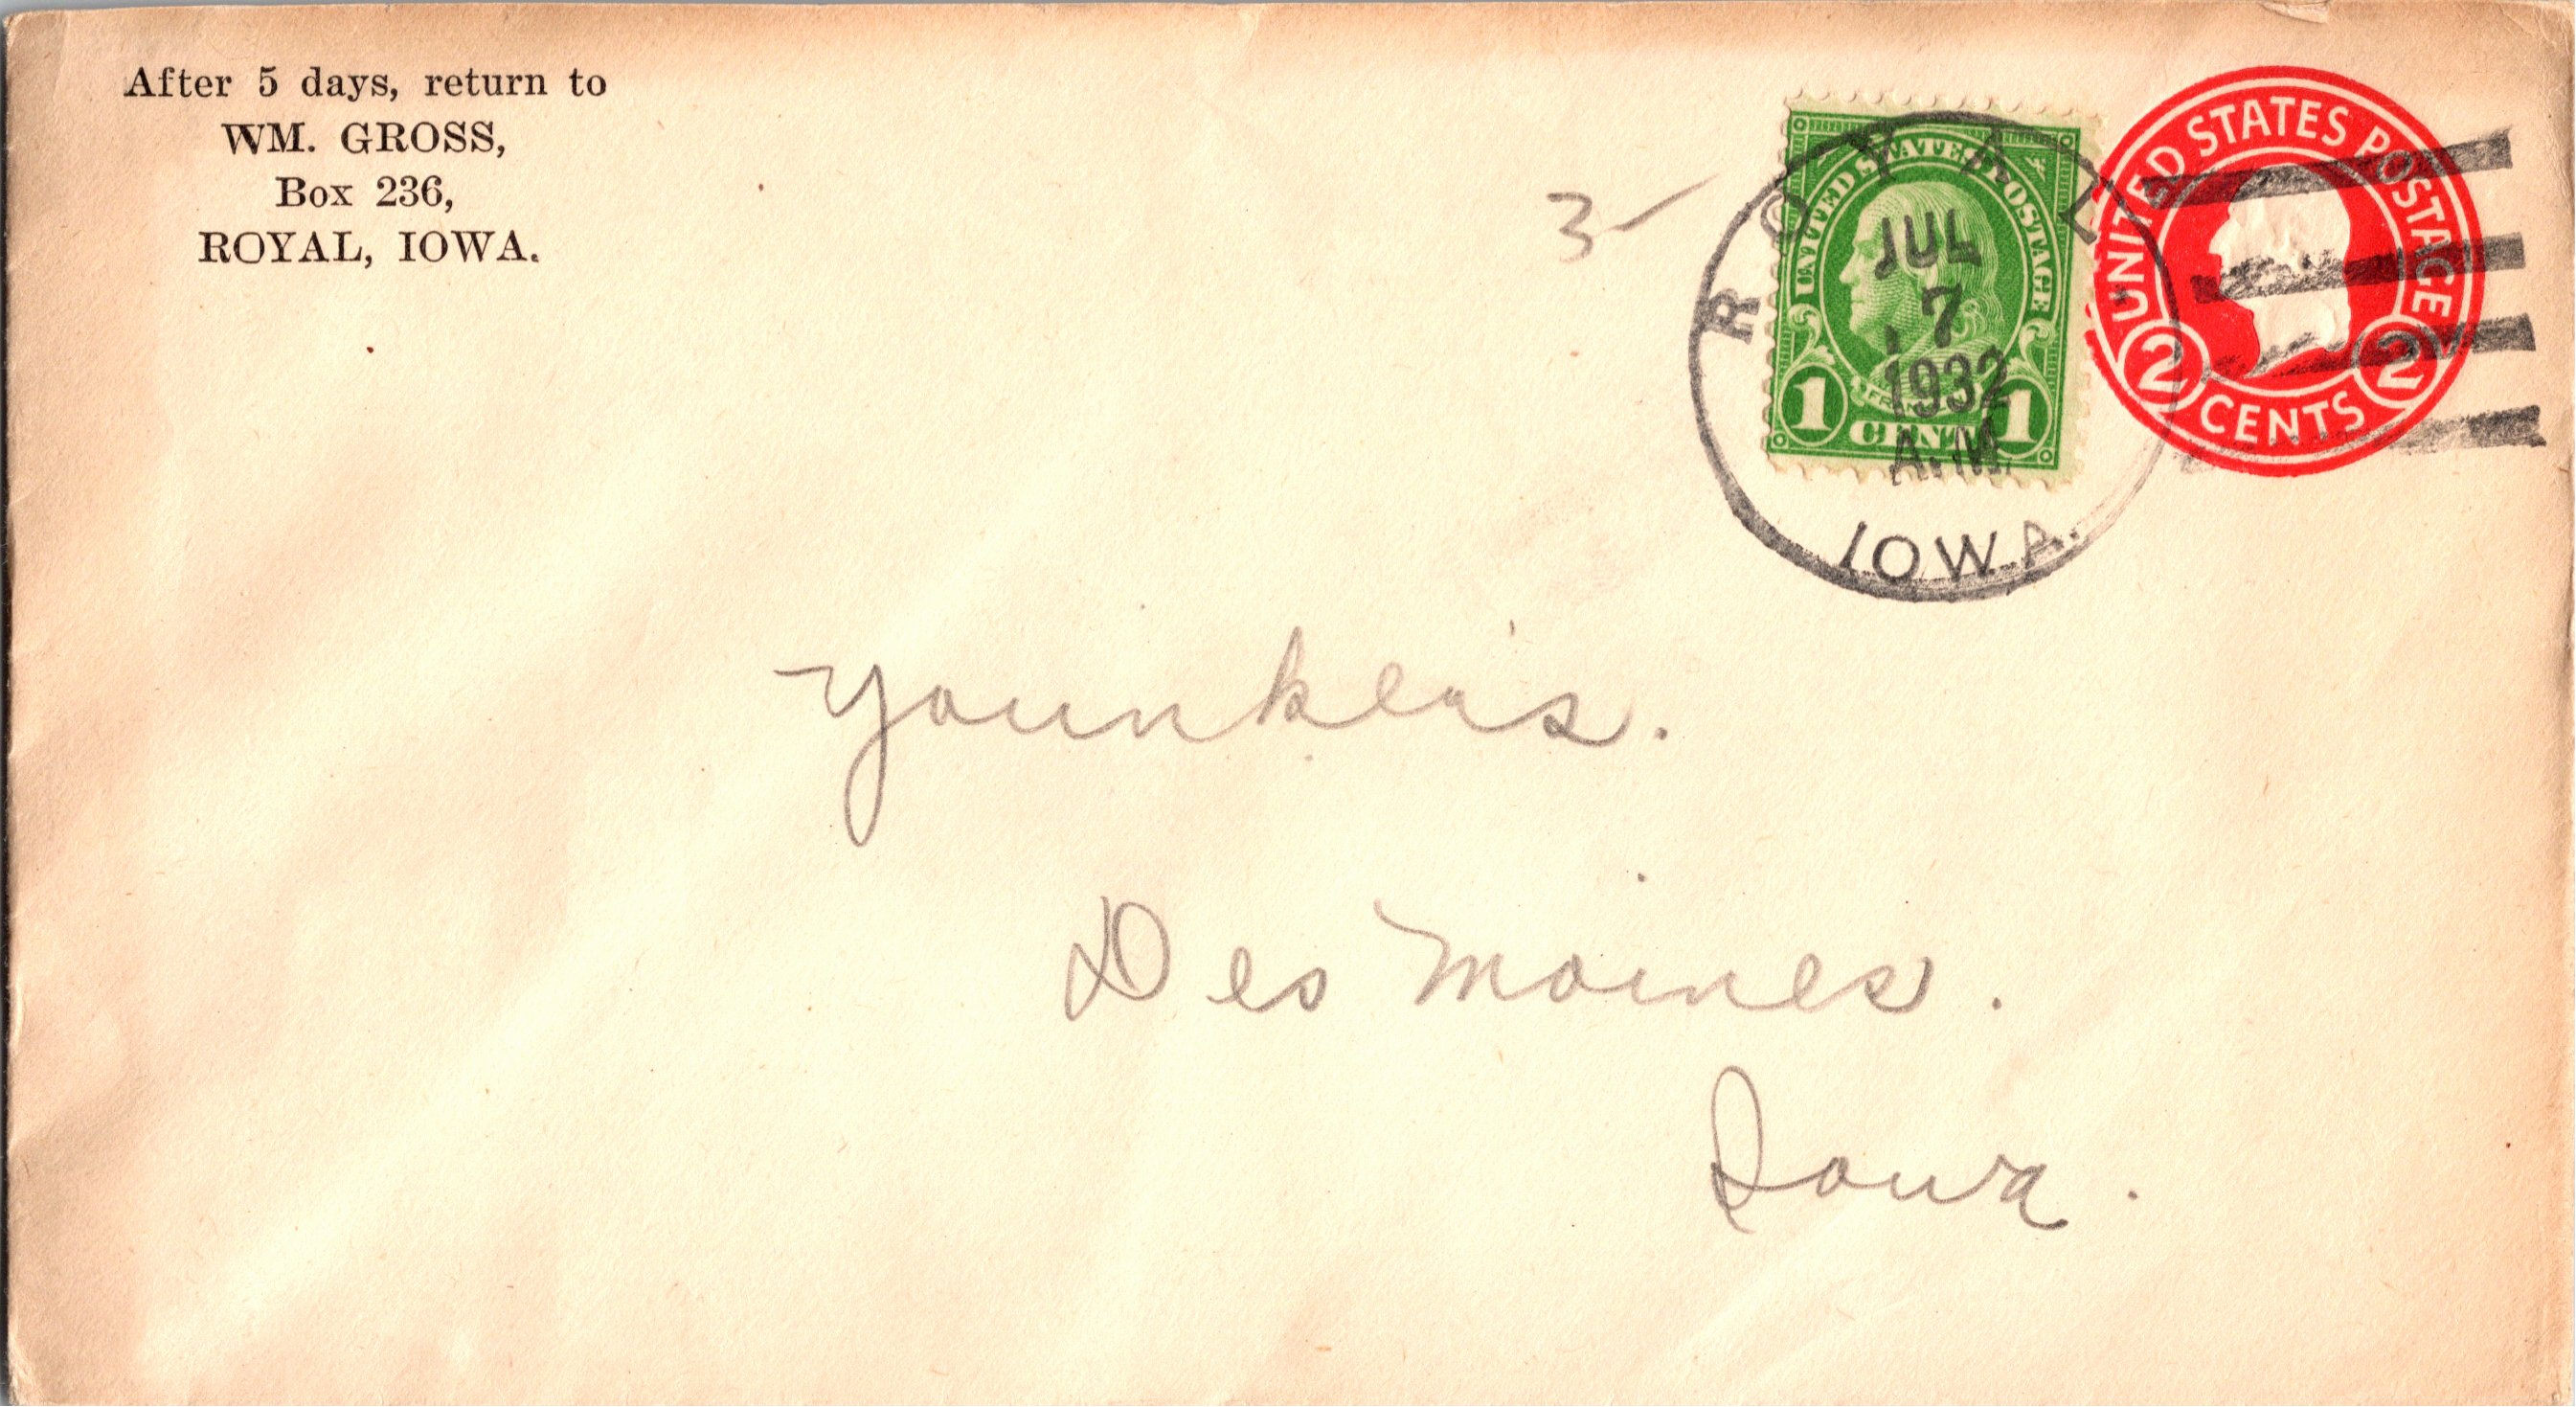 After 5 days, return to
WM. GROSS,
Box 236,
ROYAL, IOWA.
3
UNITED STATES POSTAGE
1 CENT 1
ROYAL
JUL
7
1932
A.M.
IOWA.
UNITED STATES POSTAGE
2 CENTS 2
Younkers.
Des Moines.
Iowa.